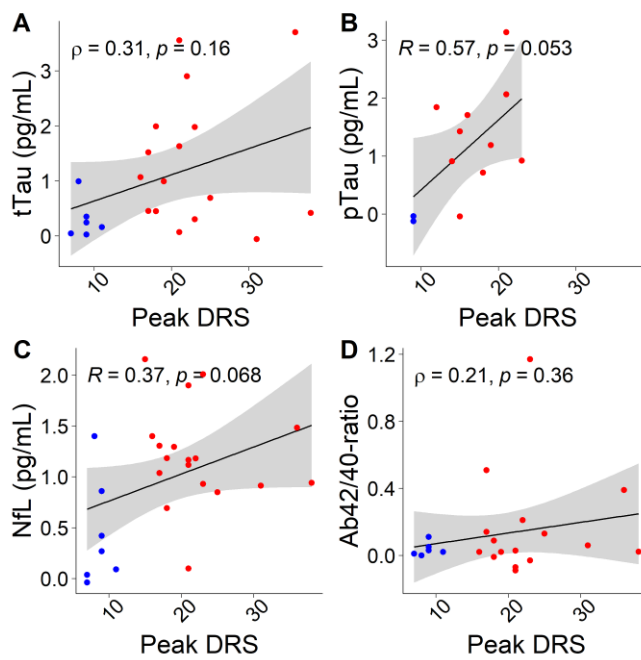 A
ρ = 0.31, p = 0.16
tTau (pg/mL)
3
2
1
0
10
20
30
Peak DRS
B
R = 0.57, p = 0.053
pTau (pg/mL)
3
2
1
0
10
20
30
Peak DRS
C
R = 0.37, p = 0.068
NfL (pg/mL)
2.0
1.5
1.0
0.5
0.0
10
20
30
Peak DRS
D
ρ = 0.21, p = 0.36
Ab42/40-ratio
1.2
0.8
0.4
0.0
10
20
30
Peak DRS